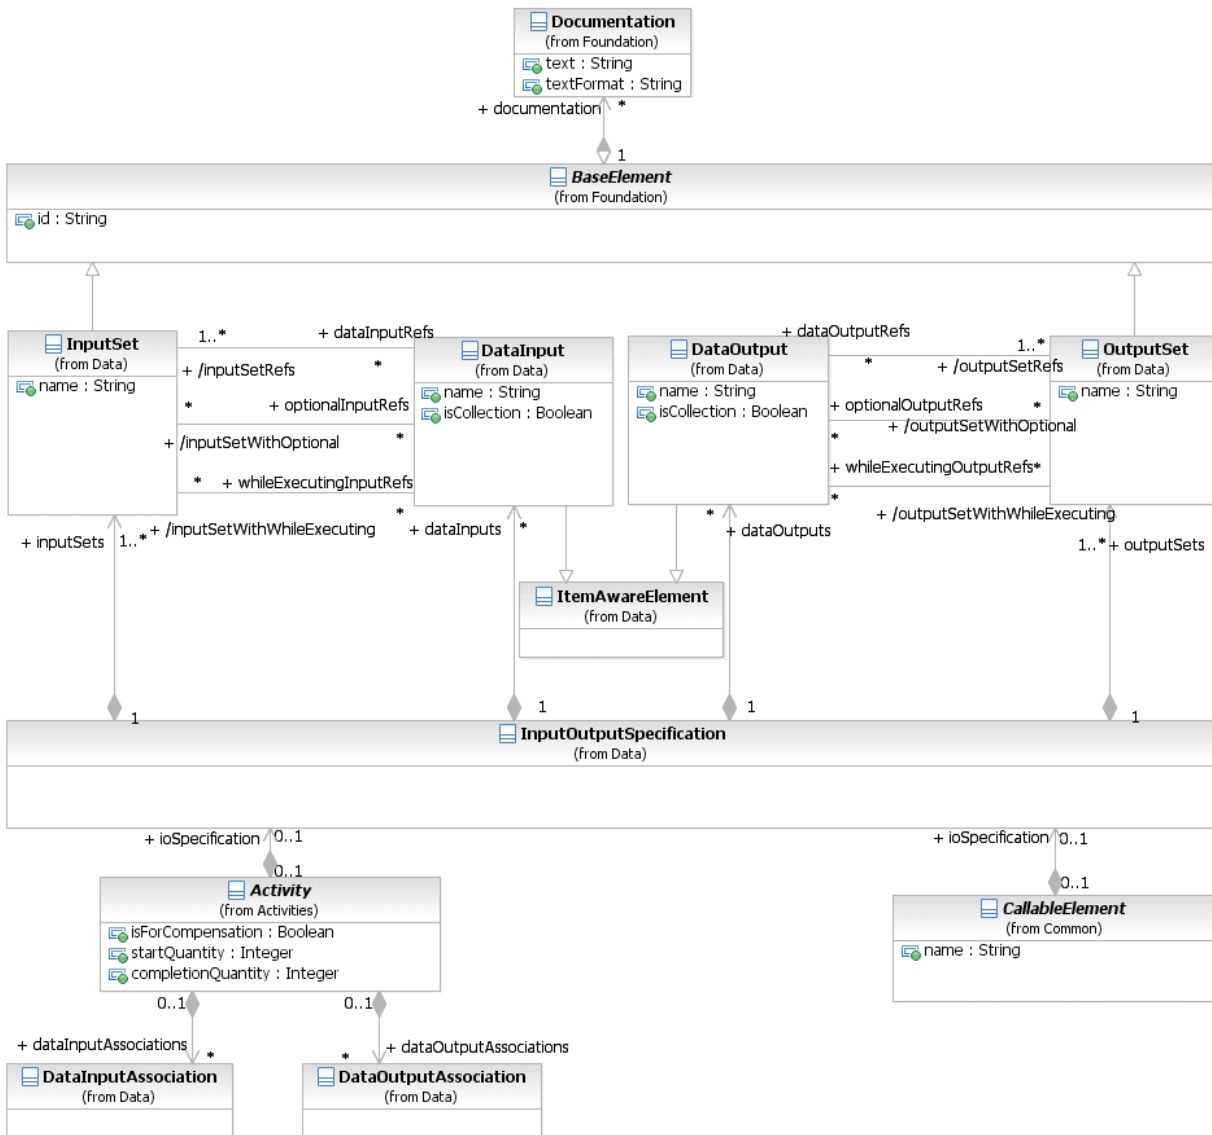 Documentation
(from Foundation)
text : String
textFormat : String
+ documentation
*
1
BaseElement
(from Foundation)
id : String
InputSet
(from Data)
name : String
1..*
+ dataInputRefs
+ /inputSetRefs
*
*
+ optionalInputRefs
+ /inputSetWithOptional
*
*
+ whileExecutingInputRefs
+ /inputSetWithWhileExecuting
*
DataInput
(from Data)
name : String
isCollection : Boolean
DataOutput
(from Data)
name : String
isCollection : Boolean
+ dataOutputRefs
1..*
*
+ /outputSetRefs
+ optionalOutputRefs
*
+ /outputSetWithOptional
*
+ whileExecutingOutputRefs
*
*
+ /outputSetWithWhileExecuting
OutputSet
(from Data)
name : String
+ inputSets
1..*
+ dataInputs
*
*
+ dataOutputs
1..*
+ outputSets
ItemAwareElement
(from Data)
1
1
1
1
InputOutputSpecification
(from Data)
+ ioSpecification
0..1
0..1
+ ioSpecification
0..1
0..1
Activity
(from Activities)
isForCompensation : Boolean
startQuantity : Integer
completionQuantity : Integer
CallableElement
(from Common)
name : String
0..1
0..1
+ dataInputAssociations
*
+ dataOutputAssociations
*
DataInputAssociation
(from Data)
DataOutputAssociation
(from Data)